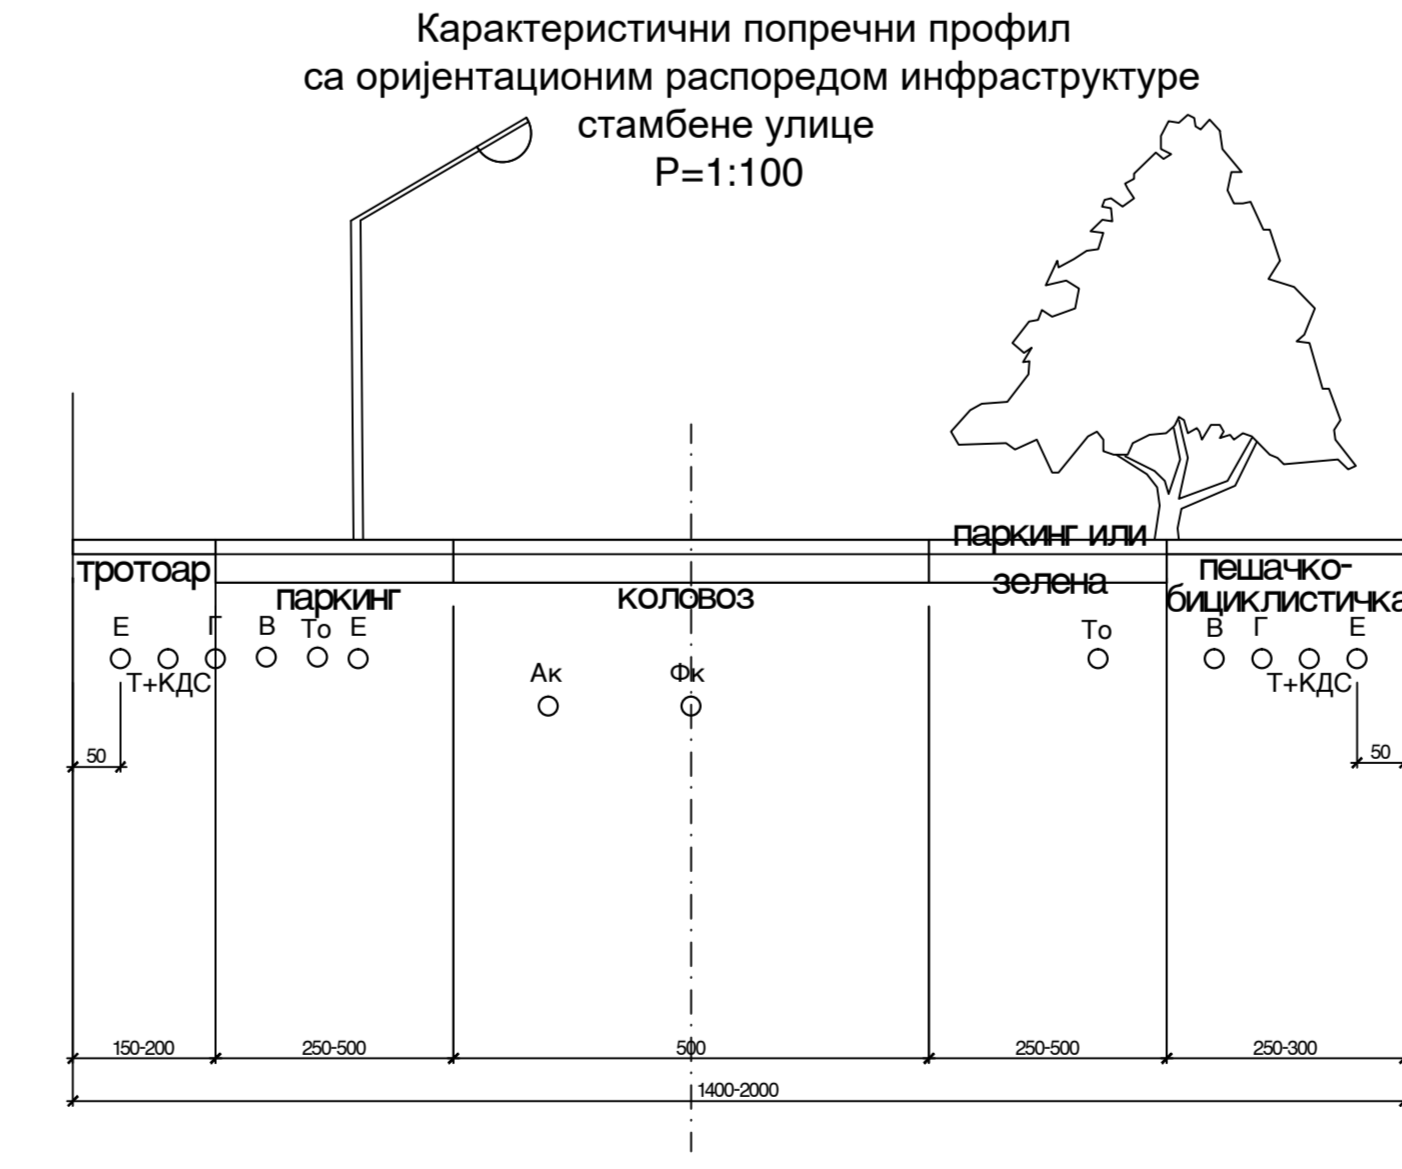 Карактеристични попречни профил
са оријентационим распоредом инфраструктуре
стамбене улице
Р=1:100
паркинг или
зелена
тротоар
паркинг
коловоз
пешачко-
бициклистичка
Е Г В То Е
Т+КДС
Ак Фк
То В Г Е
Т+КДС
50
50
150-200 250-500 500 250-500 250-300
1400-2000